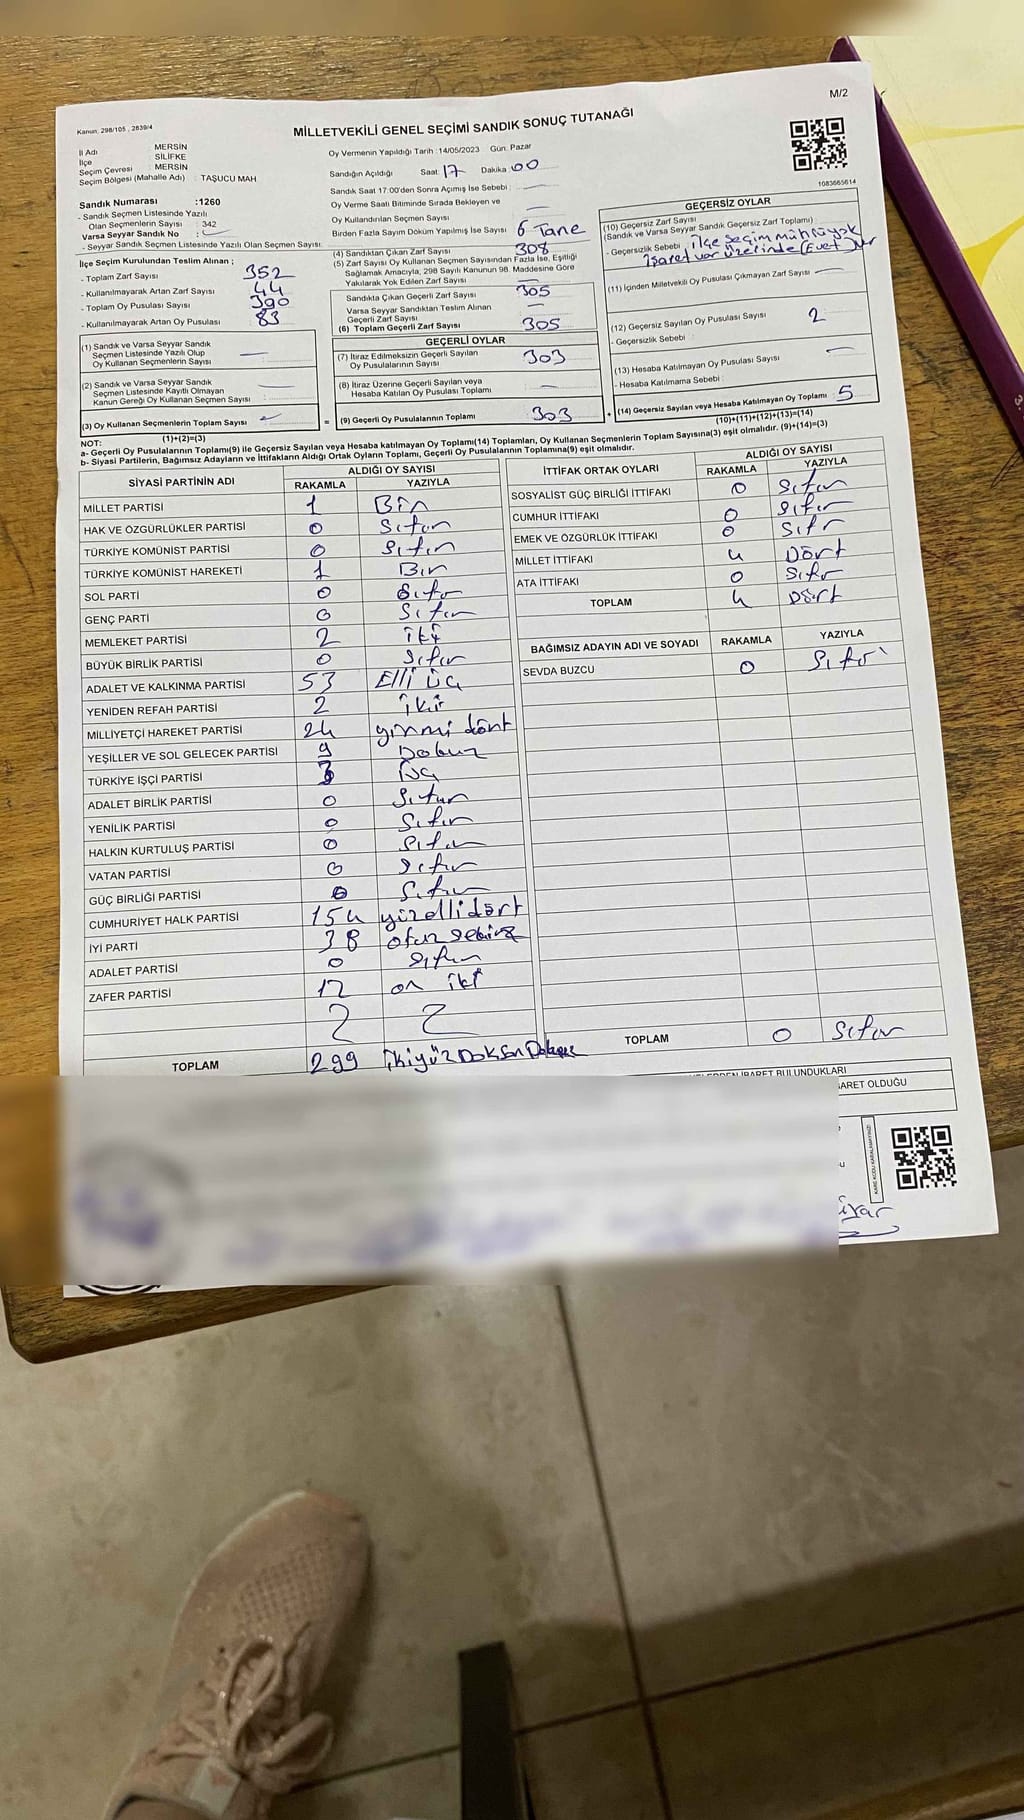 M/2
Kanun, 298/105 , 2839/4
MİLLETVEKİLİ GENEL SEÇİMİ SANDIK SONUÇ TUTANAĞI
İl Adı MERSİN
İlçe SİLİFKE
Seçim Çevresi MERSİN
Seçim Bölgesi (Mahalle Adı) : TAŞUCU MAH
Sandık Numarası :1260
- Sandık Seçmen Listesinde Yazılı
Olan Seçmenlerin Sayısı : 342
Varsa Seyyar Sandık No :
- Seyyar Sandık Seçmen Listesinde Yazılı Olan Seçmen Sayısı:
İlçe Seçim Kurulundan Teslim Alınan ;
- Toplam Zarf Sayısı 352
- Kullanılmayarak Artan Zarf Sayısı 44
- Toplam Oy Pusulası Sayısı 390
- Kullanılmayarak Artan Oy Pusulası 83
(1) Sandık ve Varsa Seyyar Sandık
Seçmen Listesinde Yazılı Olup
Oy Kullanan Seçmenlerin Sayısı
(2) Sandık ve Varsa Seyyar Sandık
Seçmen Listesinde Kayıtlı Olmayan
Kanun Gereği Oy Kullanan Seçmen Sayısı :
(3) Oy Kullanan Seçmenlerin Toplam Sayısı
(1)+(2)=(3)
Oy Vermenin Yapıldığı Tarih :14/05/2023 Gün: Pazar
Sandığın Açıldığı Saat: 17 Dakika: 00
Sandık Saat 17:00'den Sonra Açımış İse Sebebi :
Oy Verme Saati Bitiminde Sırada Bekleyen ve
Oy Kullandırılan Seçmen Sayısı
Birden Fazla Sayım Döküm Yapılmış İse Sayısı 6 Tane
(4) Sandıktan Çıkan Zarf Sayısı 308
(5) Zarf Sayısı Oy Kullanan Seçmen Sayısından Fazla İse, Eşitliği
Sağlamak Amacıyla, 298 Sayılı Kanunun 98. Maddesine Göre
Yakılarak Yok Edilen Zarf Sayısı
Sandıkta Çıkan Geçerli Zarf Sayısı 305
Varsa Seyyar Sandıktan Teslim Alınan
Geçerli Zarf Sayısı
(6) Toplam Geçerli Zarf Sayısı 305
GEÇERLİ OYLAR
(7) İtiraz Edilmeksizin Geçerli Sayılan
Oy Pusulalarının Sayısı 303
(8) İtiraz Üzerine Geçerli Sayılan veya
Hesaba Katılan Oy Pusulası Toplamı
= (9) Geçerli Oy Pusulalarının Toplamı 303
1083665614
GEÇERSİZ OYLAR
(10) Geçersiz Zarf Sayısı
(Sandık ve Varsa Seyyar Sandık Geçersiz Zarf Toplamı)
- Geçersizlik Sebebi : ilçe seçim mühürü yok
işaret var üzerinde (Evet)
(11) İçinden Milletvekili Oy Pusulası Çıkmayan Zarf Sayısı
(12) Geçersiz Sayılan Oy Pusulası Sayısı 2
- Geçersizlik Sebebi :
(13) Hesaba Katılmayan Oy Pusulası Sayısı
- Hesaba Katılmama Sebebi :
+ (14) Geçersiz Sayılan veya Hesaba Katılmayan Oy Toplamı 5
(10)+(11)+(12)+(13)=(14)
NOT:
a- Geçerli Oy Pusulalarının Toplamı(9) ile Geçersiz Sayılan veya Hesaba katılmayan Oy Toplamı(14) Toplamları, Oy Kullanan Seçmenlerin Toplam Sayısına(3) eşit olmalıdır. (9)+(14)=(3)
b- Siyasi Partilerin, Bağımsız Adayların ve İttifakların Aldığı Ortak Oyların Toplamı, Geçerli Oy Pusulalarının Toplamına(9) eşit olmalıdır.
SİYASİ PARTİNİN ADI ALDIĞI OY SAYISI
RAKAMLA YAZIYLA
MİLLET PARTİSİ 1 Bin
HAK VE ÖZGÜRLÜKLER PARTİSİ 0 Sıfır
TÜRKİYE KOMÜNİST PARTİSİ 0 Sıfır
TÜRKİYE KOMÜNİST HAREKETİ 1 Bir
SOL PARTİ 0 Sıfır
GENÇ PARTİ 0 Sıfır
MEMLEKET PARTİSİ 2 iki
BÜYÜK BİRLİK PARTİSİ 0 Sıfır
ADALET VE KALKINMA PARTİSİ 53 Elli üç
YENİDEN REFAH PARTİSİ 2 iki
MİLLİYETÇİ HAREKET PARTİSİ 24 yirmi dört
YEŞİLLER VE SOL GELECEK PARTİSİ 9 Dokuz
TÜRKİYE İŞÇİ PARTİSİ 3 üç
ADALET BİRLİK PARTİSİ 0 Sıfır
YENİLİK PARTİSİ 0 Sıfır
HALKIN KURTULUŞ PARTİSİ 0 Sıfır
VATAN PARTİSİ 0 Sıfır
GÜÇ BİRLİĞİ PARTİSİ 0 Sıfır
CUMHURİYET HALK PARTİSİ 154 yüzellidört
İYİ PARTİ 38 otuz sekiz
ADALET PARTİSİ 0 Sıfır
ZAFER PARTİSİ 12 on iki
TOPLAM 299 ikiyüz Doksan Dokuz
İTTİFAK ORTAK OYLARI ALDIĞI OY SAYISI
RAKAMLA YAZIYLA
SOSYALİST GÜÇ BİRLİĞİ İTTİFAKI 0 Sıfır
CUMHUR İTTİFAKI 0 Sıfır
EMEK VE ÖZGÜRLÜK İTTİFAKI 0 Sıfır
MİLLET İTTİFAKI 4 Dört
ATA İTTİFAKI 0 Sıfır
TOPLAM 4 Dört
BAĞIMSIZ ADAYIN ADI VE SOYADI RAKAMLA YAZIYLA
SEVDA BUZCU 0 Sıfır
TOPLAM 0 Sıfır
İBARET BULUNDUKLARI
OLDUĞU